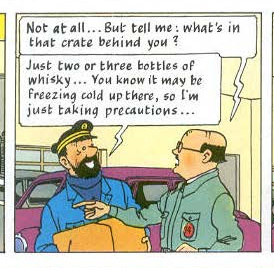 Not at all... But tell me: what's in
that crate behind you?
Just two or three bottles of
whisky... You know it may be
freezing cold up there, so I'm
just taking precautions...